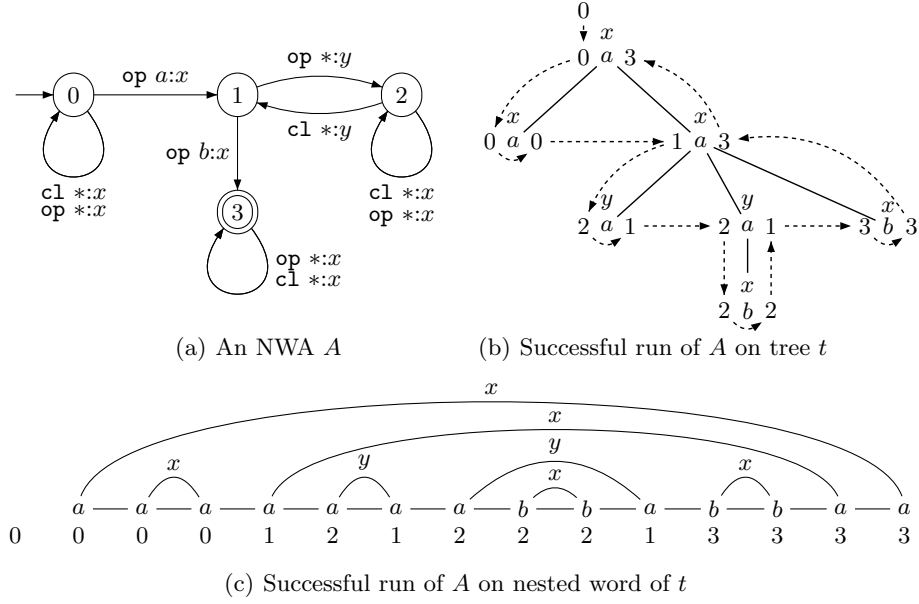 op a:x
op *:y
0
1
2
cl *:y
op b:x
cl *:x
op *:x
3
cl *:x
op *:x
op *:x
cl *:x
(a) An NWA A
0
x
0 a 3
x x
0 a 0 1 a 3
y y x
2 a 1 2 a 1 3 b 3
x
2 b 2
(b) Successful run of A on tree t
x
x
y
x y x x
a a a a a a a b b a b b a a
0 0 0 0 1 2 1 2 2 2 1 3 3 3 3
(c) Successful run of A on nested word of t